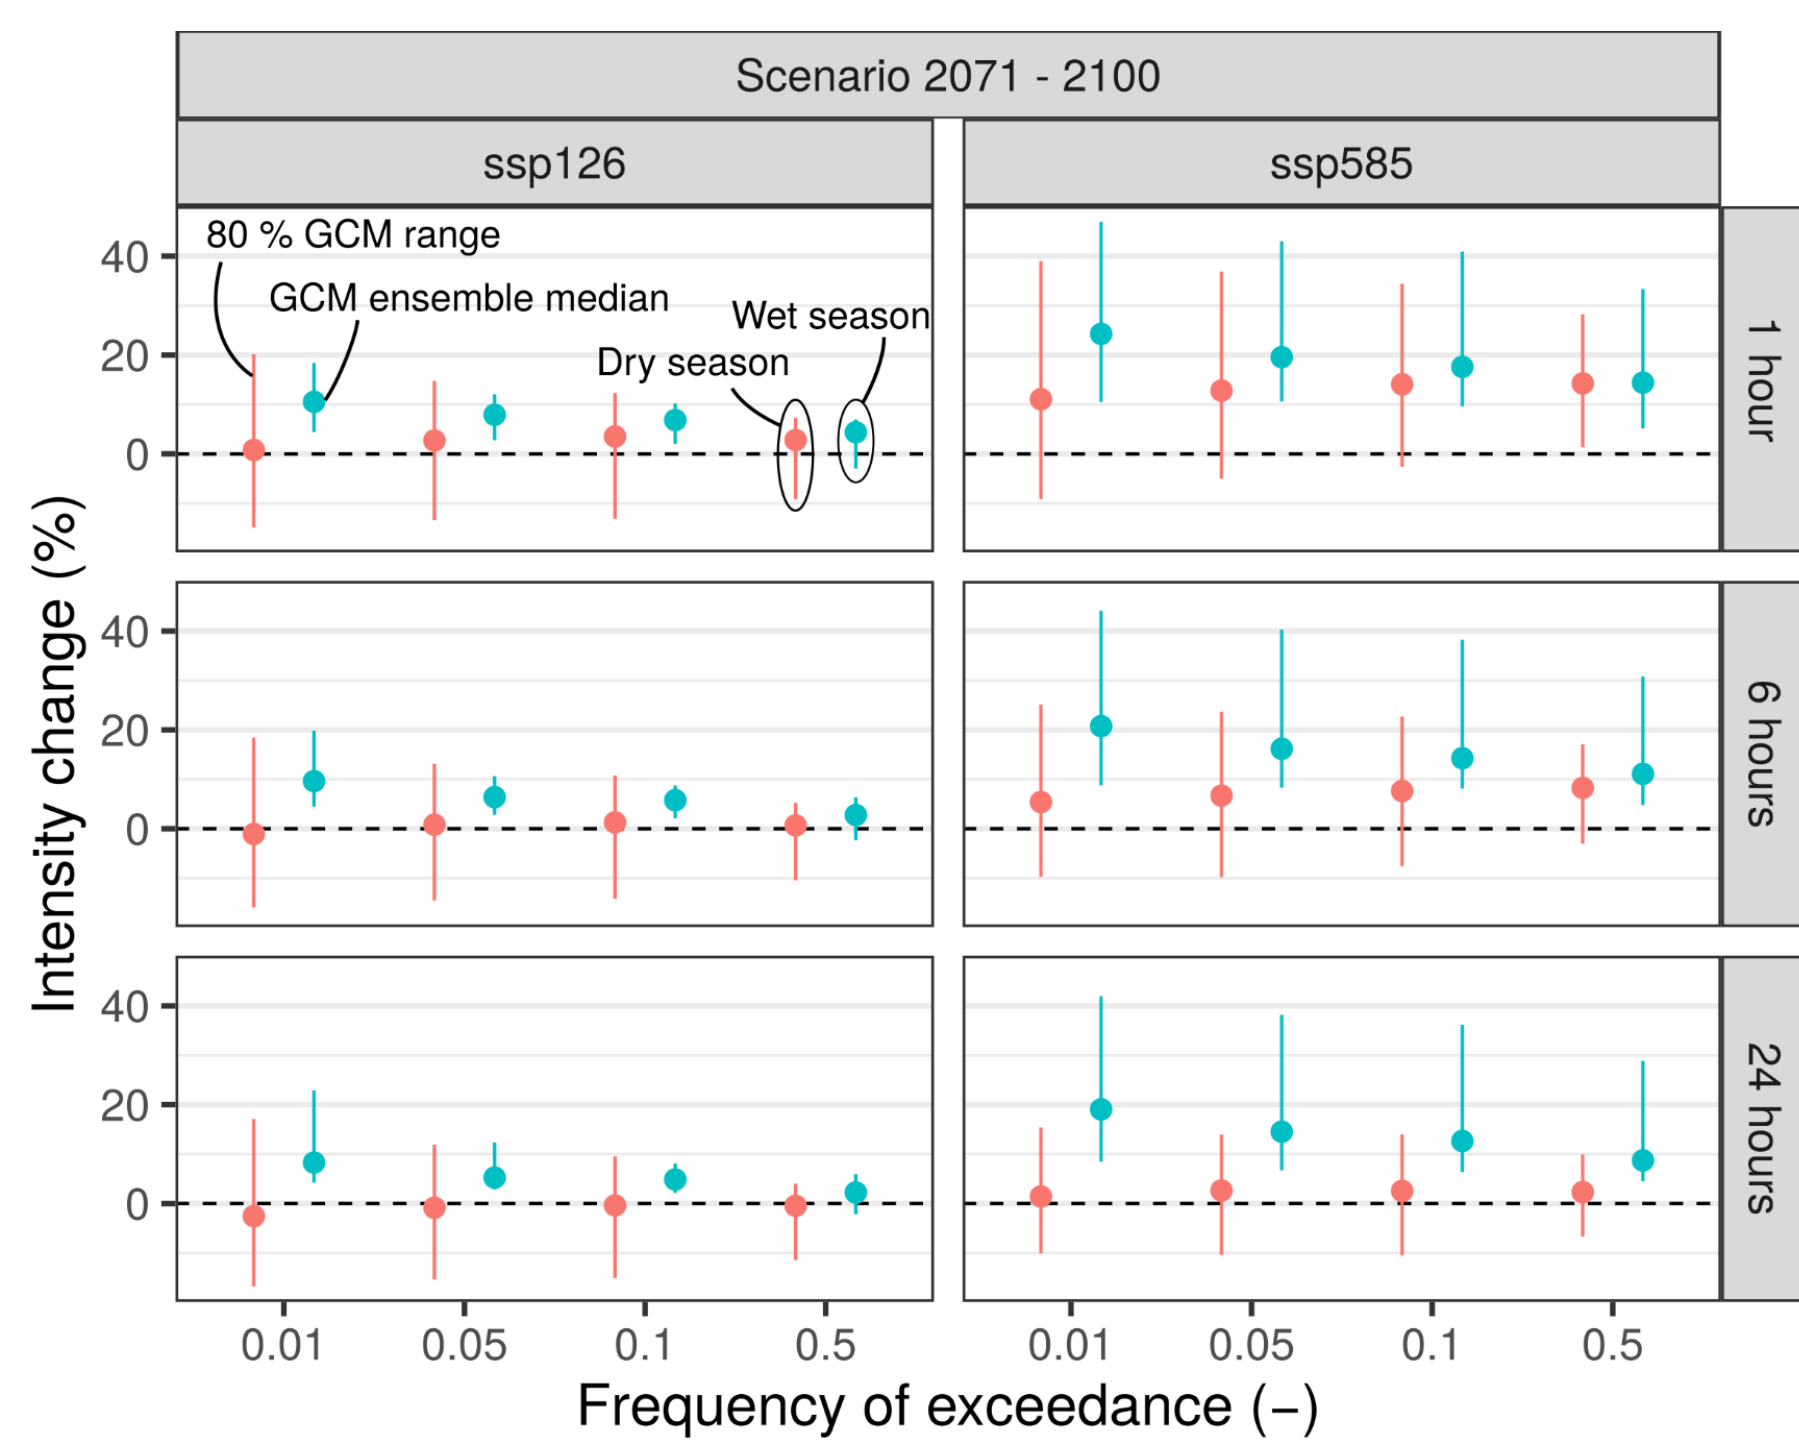 Scenario 2071 - 2100
ssp126
ssp585
80 % GCM range
GCM ensemble median
Wet season
Dry season
40
20
0
1 hour
Intensity change (%)
40
20
0
6 hours
40
20
0
24 hours
0.01
0.05
0.1
0.5
0.01
0.05
0.1
0.5
Frequency of exceedance (−)